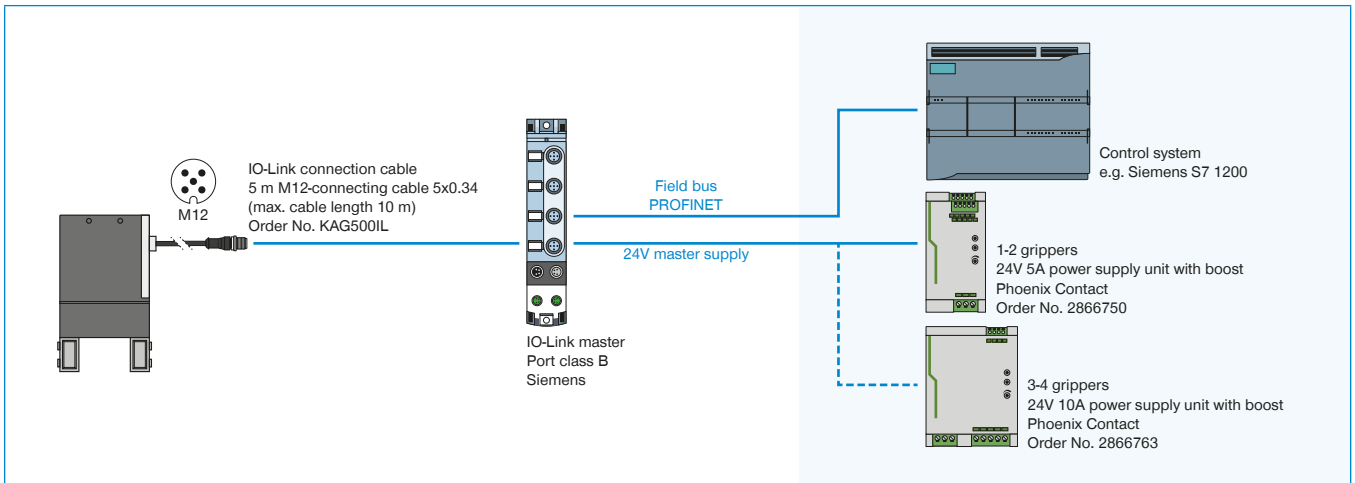 M12
IO-Link connection cable
5 m M12-connecting cable 5x0.34
(max. cable length 10 m)
Order No. KAG500IL
IO-Link master
Port class B
Siemens
Field bus
PROFINET
24V master supply
Control system
e.g. Siemens S7 1200
1-2 grippers
24V 5A power supply unit with boost
Phoenix Contact
Order No. 2866750
3-4 grippers
24V 10A power supply unit with boost
Phoenix Contact
Order No. 2866763